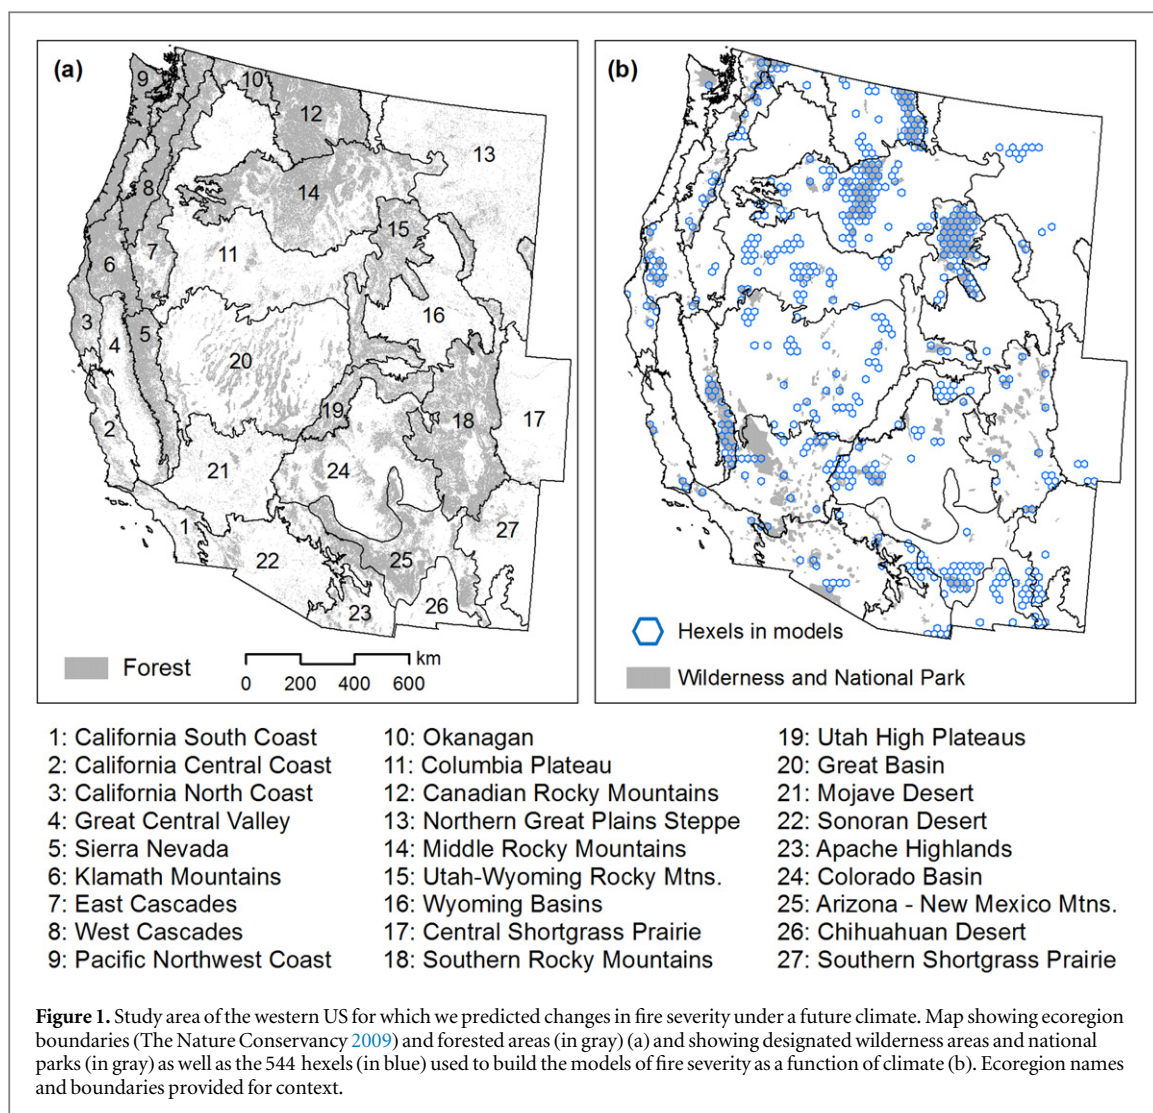 (a)
9
10
12
13
8
14
7
15
11
6
16
3
5
4
20
19
18
17
2
21
24
1
27
22
25
23
26
Forest
km
0 200 400 600
(b)
Hexels in models
Wilderness and National Park
1: California South Coast
2: California Central Coast
3: California North Coast
4: Great Central Valley
5: Sierra Nevada
6: Klamath Mountains
7: East Cascades
8: West Cascades
9: Pacific Northwest Coast
10: Okanagan
11: Columbia Plateau
12: Canadian Rocky Mountains
13: Northern Great Plains Steppe
14: Middle Rocky Mountains
15: Utah-Wyoming Rocky Mtns.
16: Wyoming Basins
17: Central Shortgrass Prairie
18: Southern Rocky Mountains
19: Utah High Plateaus
20: Great Basin
21: Mojave Desert
22: Sonoran Desert
23: Apache Highlands
24: Colorado Basin
25: Arizona - New Mexico Mtns.
26: Chihuahuan Desert
27: Southern Shortgrass Prairie
Figure 1. Study area of the western US for which we predicted changes in fire severity under a future climate. Map showing ecoregion
boundaries (The Nature Conservancy 2009) and forested areas (in gray) (a) and showing designated wilderness areas and national
parks (in gray) as well as the 544 hexels (in blue) used to build the models of fire severity as a function of climate (b). Ecoregion names
and boundaries provided for context.